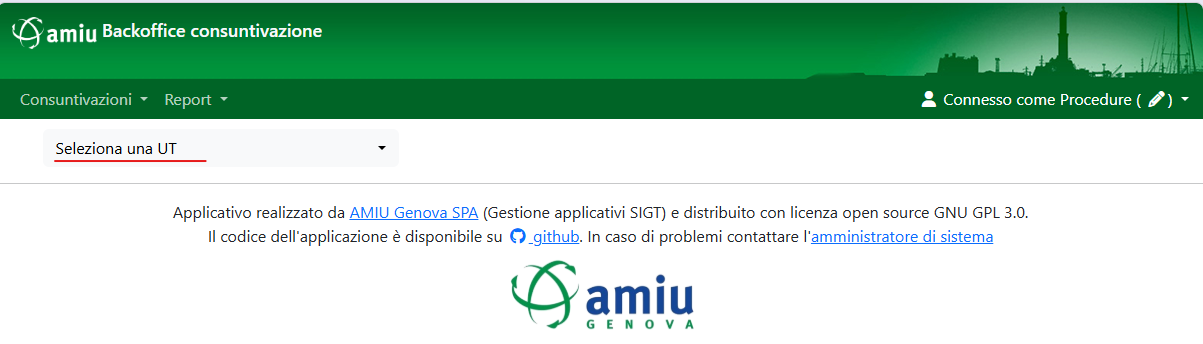 amiu Backoffice consuntivazione
Consuntivazioni Report Connesso come Procedure ( )
Seleziona una UT
Applicativo realizzato da AMIU Genova SPA (Gestione applicativi SIGT) e distribuito con licenza open source GNU GPL 3.0.
Il codice dell'applicazione è disponibile su github. In caso di problemi contattare l'amministratore di sistema
amiu
GENOVA